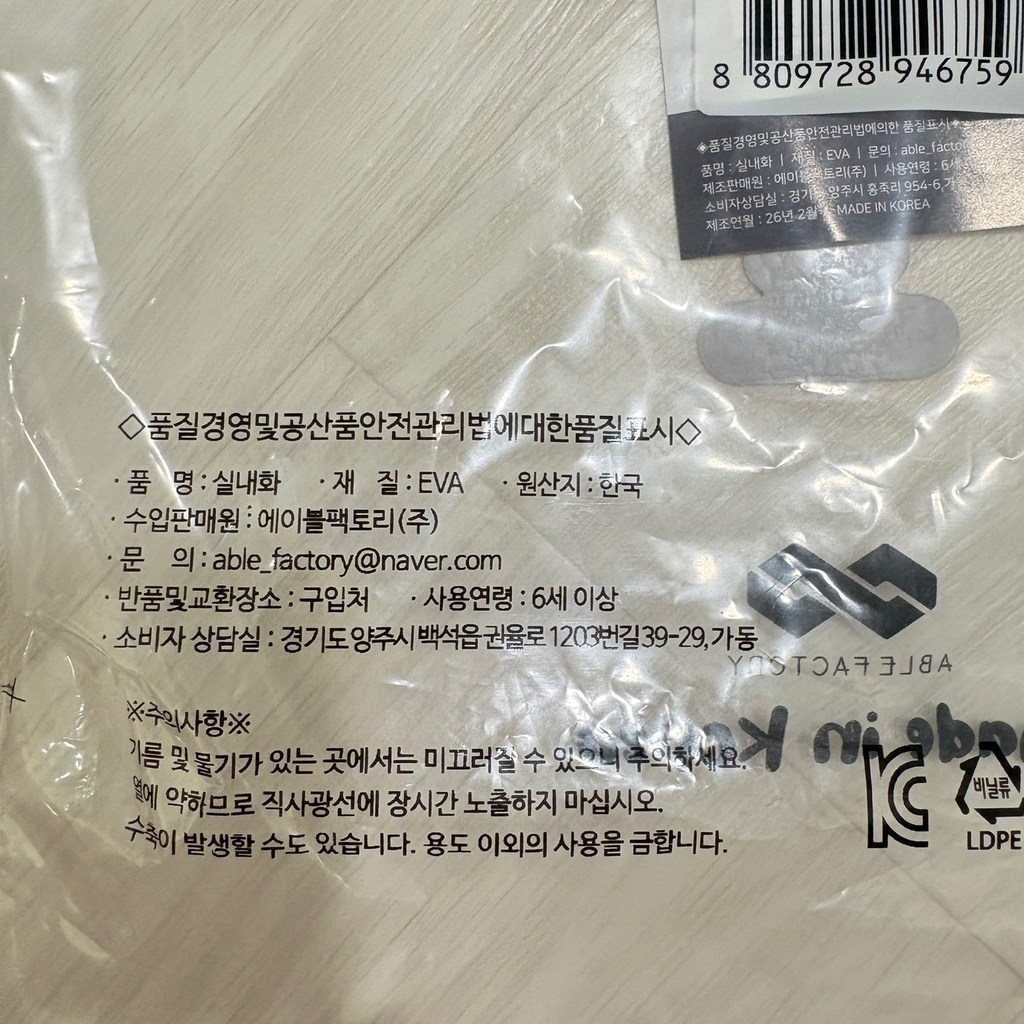 8 809728 946759
◈품질경영및공산품안전관리법에의한 품질표시◈
품명 : 실내화 | 재질 : EVA | 문의 : able_factor
제조판매원 : 에이블팩토리(주) | 사용연령 : 6세
소비자상담실 : 경기도 양주시 홍죽리 954-6, 가
제조연월 : 26년 2월 MADE IN KOREA
◇품질경영및공산품안전관리법에대한품질표시◇
· 품 명 : 실내화 · 재 질 : EVA · 원산지 : 한국
· 수입판매원 : 에이블팩토리(주)
· 문 의 : able_factory@naver.com
· 반품및교환장소 : 구입처 · 사용연령 : 6세 이상
· 소비자 상담실 : 경기도 양주시 백석읍 권율로 1203번길 39-29, 가동
ABLE FACTORY
※주의사항※
기름 및 물기가 있는 곳에서는 미끄러질 수 있으니 주의하세요.
열에 약하므로 직사광선에 장시간 노출하지 마십시오.
수축이 발생할 수도 있습니다. 용도 이외의 사용을 금합니다.
made in
비닐류
LDPE